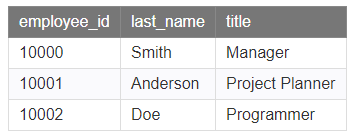 employee_id last_name title
10000 Smith Manager
10001 Anderson Project Planner
10002 Doe Programmer